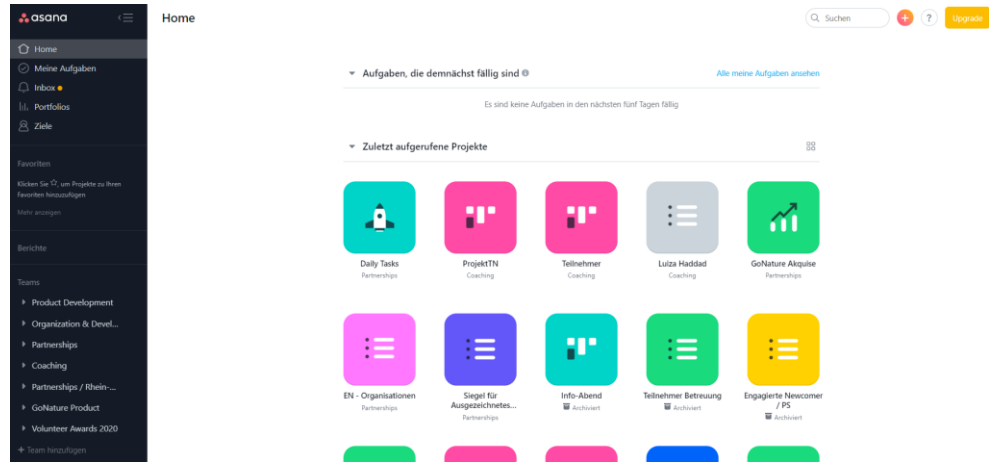 asana
Home
Meine Aufgaben
Inbox
Portfolios
Ziele
Favoriten
Klicken Sie ☆, um Projekte zu Ihren
Favoriten hinzuzufügen
Mehr anzeigen
Berichte
Teams
Product Development
Organization & Devel...
Partnerships
Coaching
Partnerships / Rhein-...
GoNature Product
Volunteer Awards 2020
+ Team hinzufügen
Home
Suchen
?
Upgrade
Aufgaben, die demnächst fällig sind
Alle meine Aufgaben ansehen
Es sind keine Aufgaben in den nächsten fünf Tagen fällig
Zuletzt aufgerufene Projekte
Daily Tasks
Partnerships
ProjektTN
Coaching
Teilnehmer
Coaching
Luiza Haddad
Coaching
GoNature Akquise
Partnerships
EN - Organisationen
Partnerships
Siegel für
Ausgezeichnetes...
Partnerships
Info-Abend
Archiviert
Teilnehmer Betreuung
Archiviert
Engagierte Newcomer
/ PS
Archiviert